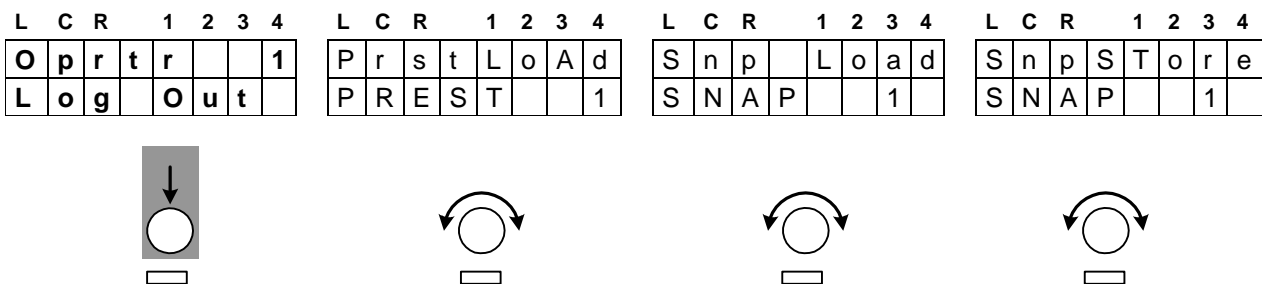 L C R 1 2 3 4
Oprtr 1
Log Out
L C R 1 2 3 4
PrstLoAd
PREST 1
L C R 1 2 3 4
Snp Load
SNAP 1
L C R 1 2 3 4
SnpSTore
SNAP 1